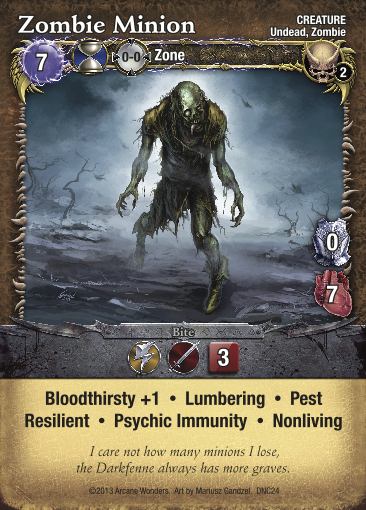 Zombie Minion
CREATURE
Undead, Zombie
7
0-0
Zone
2
0
7
Bite
3
Bloodthirsty +1 • Lumbering • Pest
Resilient • Psychic Immunity • Nonliving
I care not how many minions I lose,
the Darkfenne always has more graves.
©2013 Arcane Wonders. Art by Mariusz Gandzel. DNC24